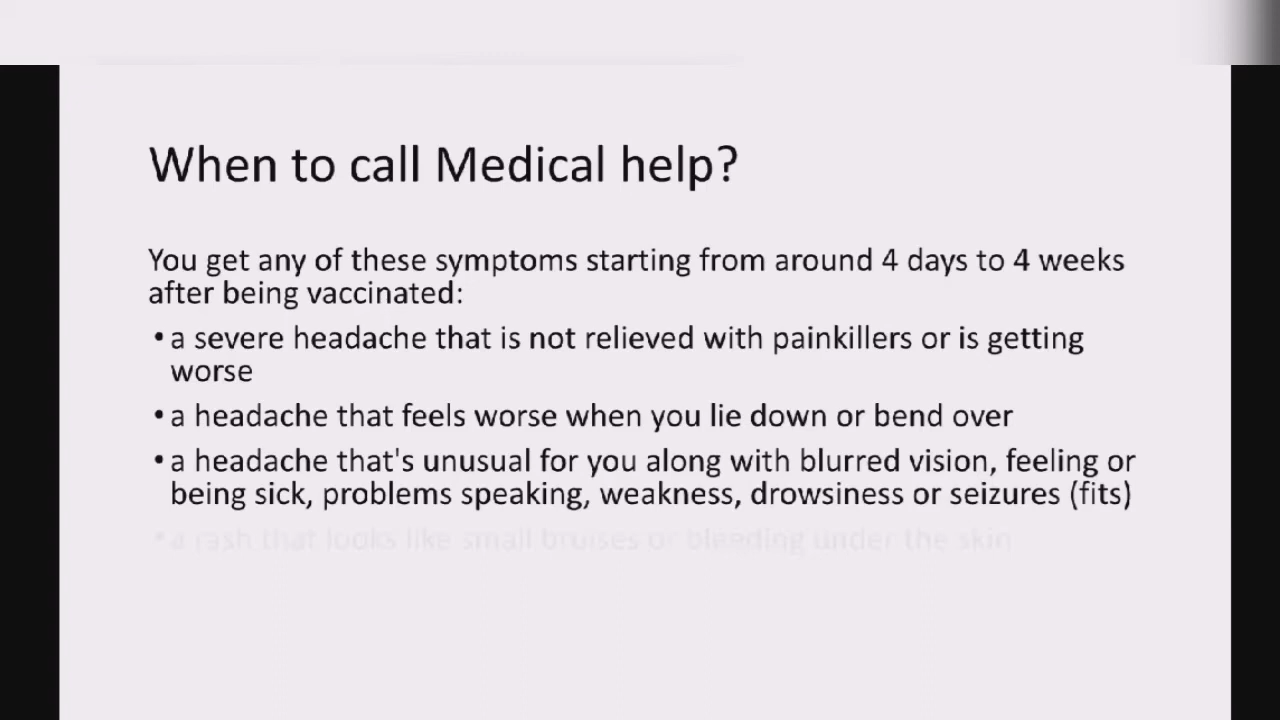 When to call Medical help?
You get any of these symptoms starting from around 4 days to 4 weeks
after being vaccinated:
• a severe headache that is not relieved with painkillers or is getting
worse
• a headache that feels worse when you lie down or bend over
• a headache that's unusual for you along with blurred vision, feeling or
being sick, problems speaking, weakness, drowsiness or seizures (fits)
• a rash that looks like small bruises or bleeding under the skin